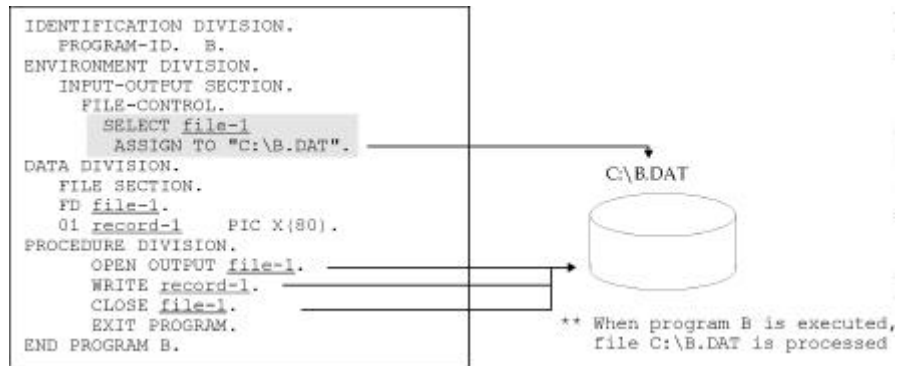 IDENTIFICATION DIVISION.
PROGRAM-ID. B.
ENVIRONMENT DIVISION.
INPUT-OUTPUT SECTION.
FILE-CONTROL.
SELECT file-1
ASSIGN TO "C:\B.DAT".
DATA DIVISION.
FILE SECTION.
FD file-1.
01 record-1 PIC X(80).
PROCEDURE DIVISION.
OPEN OUTPUT file-1.
WRITE record-1.
CLOSE file-1.
EXIT PROGRAM.
END PROGRAM B.
C:\B.DAT
** When program B is executed,
file C:\B.DAT is processed